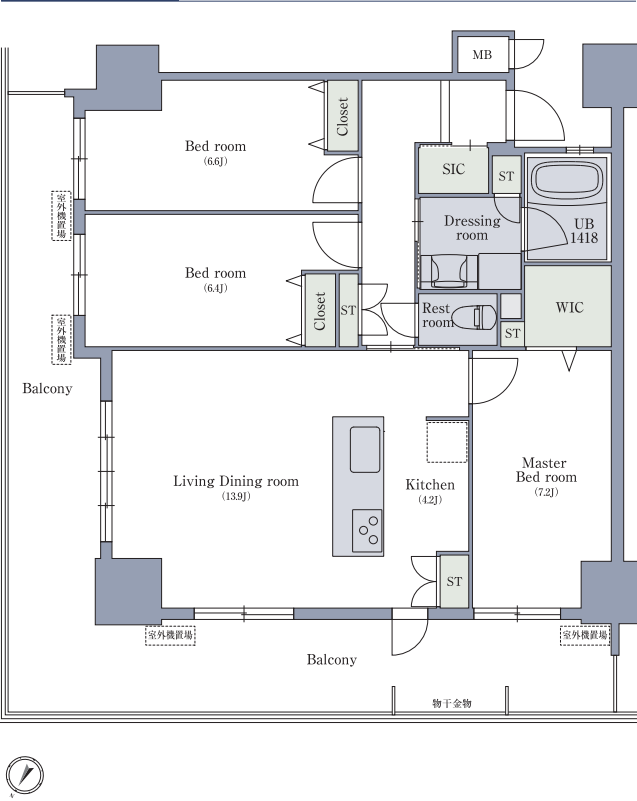 MB
Closet
Bed room
(6.6J)
SIC
ST
室外機置場
Dressing
room
UB
1418
Bed room
(6.4J)
Closet
ST
Rest
room
ST
WIC
室外機置場
Balcony
Living Dining room
(13.9J)
Kitchen
(4.2J)
Master
Bed room
(7.2J)
ST
室外機置場
室外機置場
Balcony
物干金物
N